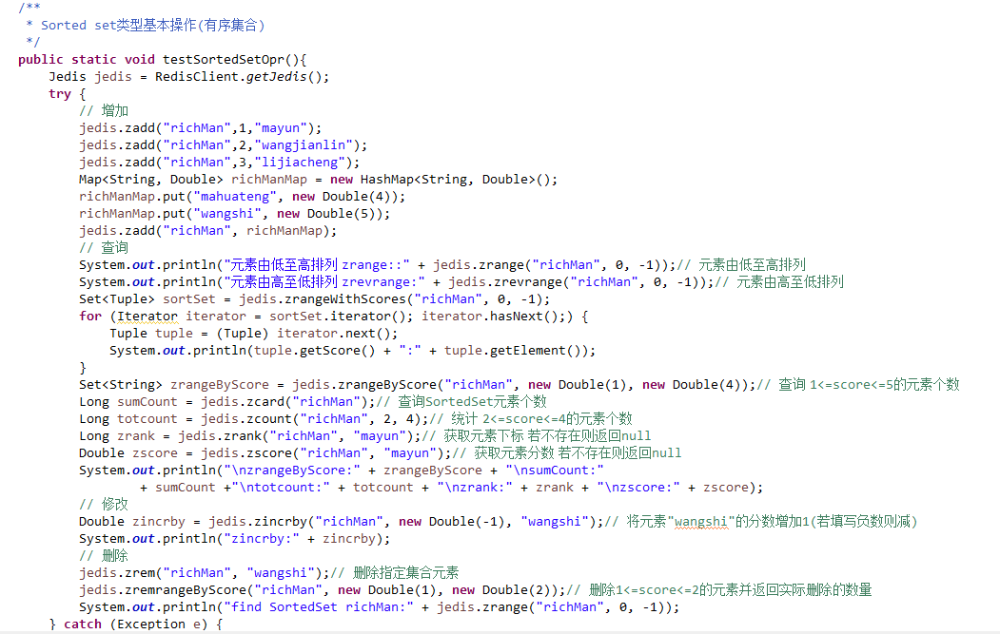 /**
 * Sorted set类型基本操作(有序集合)
 */
public static void testSortedSetOpr(){
    Jedis jedis = RedisClient.getJedis();
    try {
        // 增加
        jedis.zadd("richMan",1,"mayun");
        jedis.zadd("richMan",2,"wangjianlin");
        jedis.zadd("richMan",3,"lijiacheng");
        Map<String, Double> richManMap = new HashMap<String, Double>();
        richManMap.put("mahuateng", new Double(4));
        richManMap.put("wangshi", new Double(5));
        jedis.zadd("richMan", richManMap);
        // 查询
        System.out.println("元素由低至高排列 zrange::" + jedis.zrange("richMan", 0, -1));// 元素由低至高排列
        System.out.println("元素由高至低排列 zrevrange:" + jedis.zrevrange("richMan", 0, -1));// 元素由高至低排列
        Set<Tuple> sortSet = jedis.zrangeWithScores("richMan", 0, -1);
        for (Iterator iterator = sortSet.iterator(); iterator.hasNext();) {
            Tuple tuple = (Tuple) iterator.next();
            System.out.println(tuple.getScore() + ":" + tuple.getElement());
        }
        Set<String> zrangeByScore = jedis.zrangeByScore("richMan", new Double(1), new Double(4));// 查询 1<=score<=5的元素个数
        Long sumCount = jedis.zcard("richMan");// 查询SortedSet元素个数
        Long totcount = jedis.zcount("richMan", 2, 4);// 统计 2<=score<=4的元素个数
        Long zrank = jedis.zrank("richMan", "mayun");// 获取元素下标 若不存在则返回null
        Double zscore = jedis.zscore("richMan", "mayun");// 获取元素分数 若不存在则返回null
        System.out.println("\nzrangeByScore:" + zrangeByScore + "\nsumCount:"
                + sumCount +"\ntotcount:" + totcount + "\nzrank:" + zrank + "\nzscore:" + zscore);
        // 修改
        Double zincrby = jedis.zincrby("richMan", new Double(-1), "wangshi");// 将元素"wangshi"的分数增加1(若填写负数则减)
        System.out.println("zincrby:" + zincrby);
        // 删除
        jedis.zrem("richMan", "wangshi");// 删除指定集合元素
        jedis.zremrangeByScore("richMan", new Double(1), new Double(2));// 删除1<=score<=2的元素并返回实际删除的数量
        System.out.println("find SortedSet richMan:" + jedis.zrange("richMan", 0, -1));
    } catch (Exception e) {